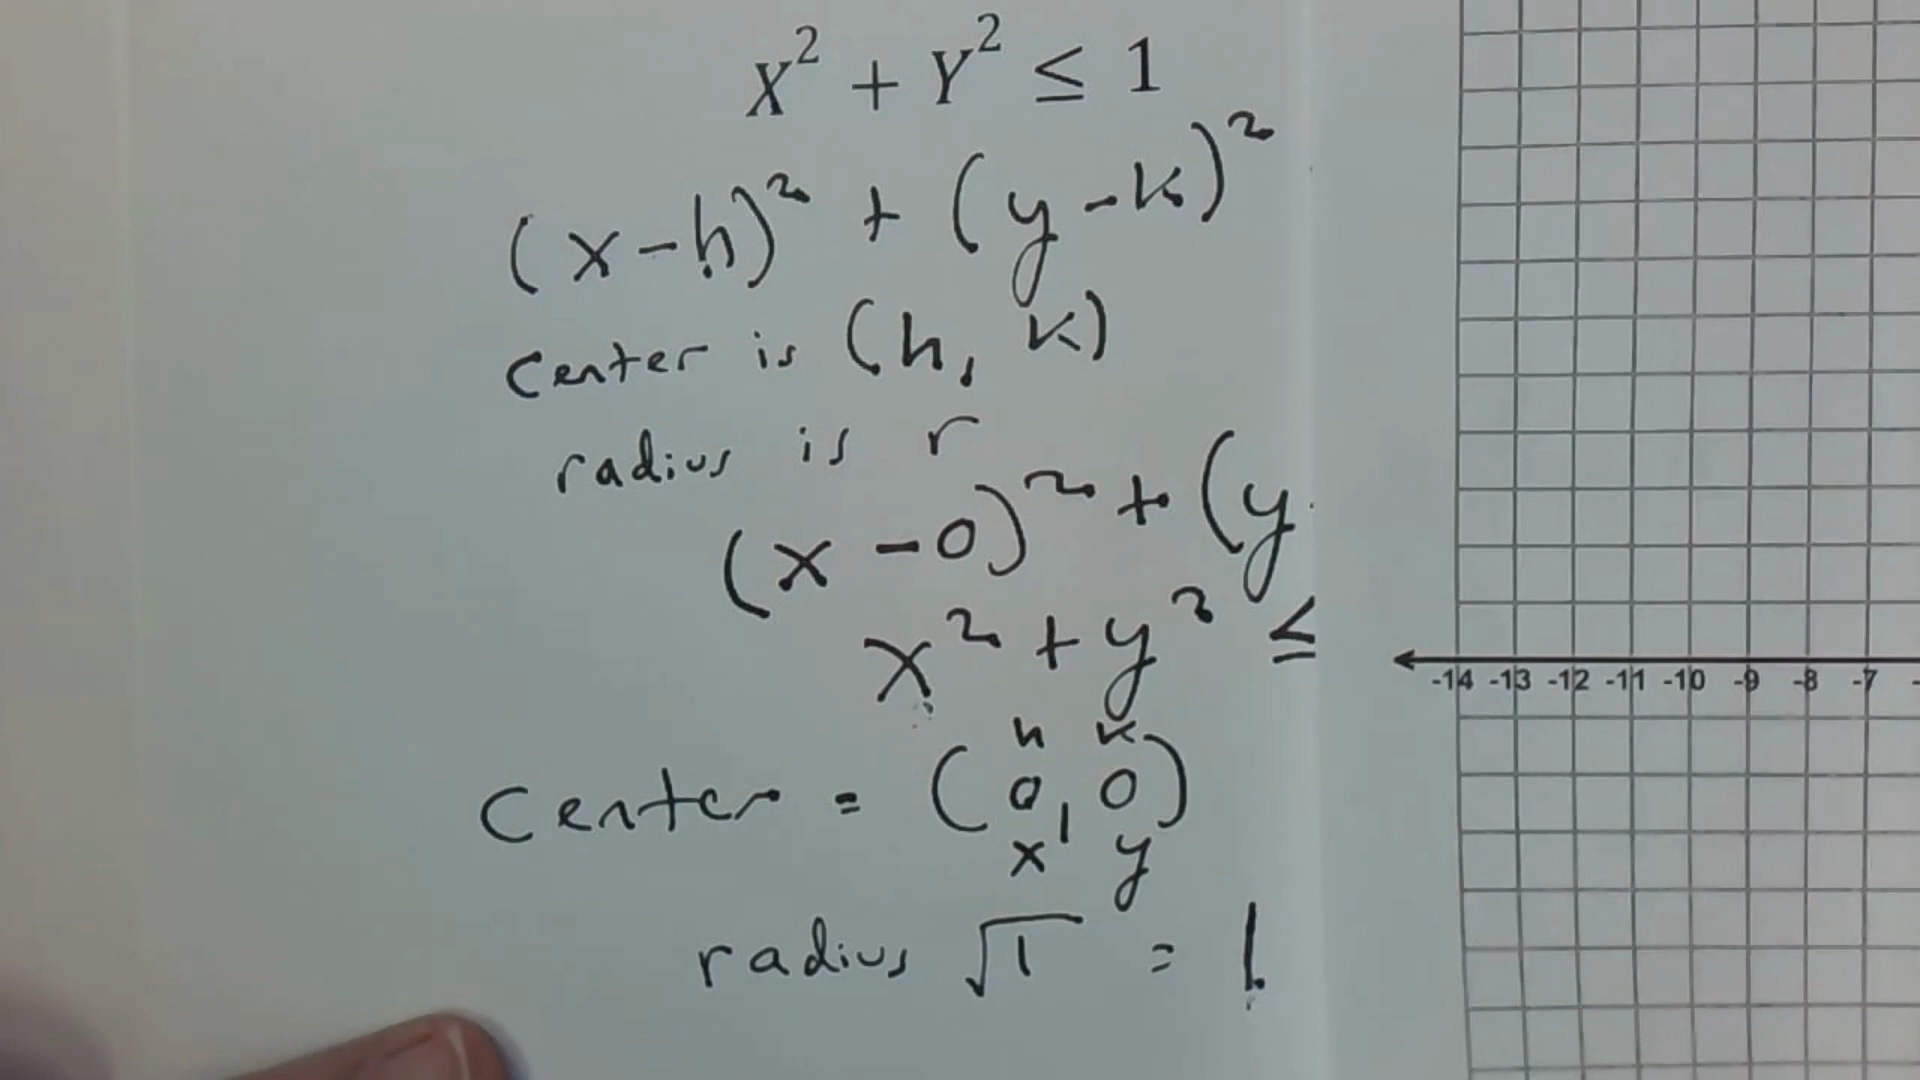 X² + Y² ≤ 1
(x-h)² + (y-k)²
center is (h, k)
radius is r
(x -0)² + (y
x² + y² ≤
-14 -13 -12 -11 -10 -9 -8 -7
h k
Center = (0, 0)
x y
radius √1 = 1